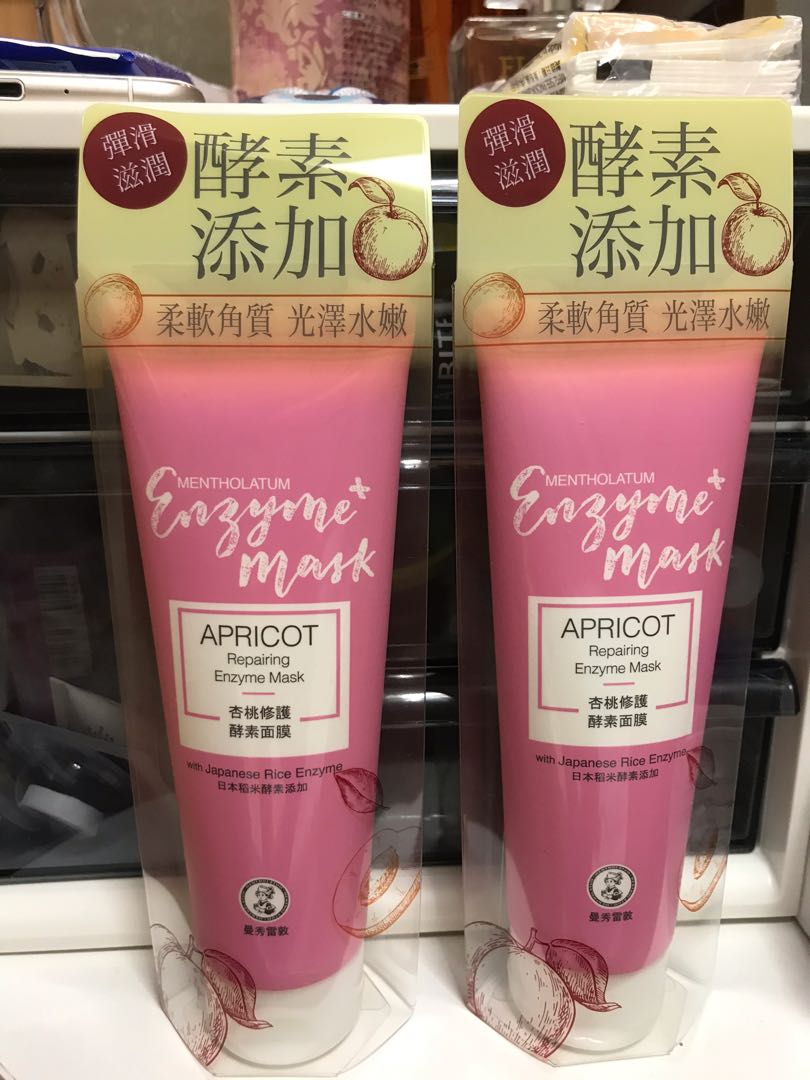 彈滑
滋潤
酵素
添加
柔軟角質 光澤水嫩
MENTHOLATUM
Enzyme+
mask
APRICOT
Repairing
Enzyme Mask
杏桃修護
酵素面膜
with Japanese Rice Enzyme
日本稻米酵素添加
曼秀雷敦
彈滑
滋潤
酵素
添加
柔軟角質 光澤水嫩
MENTHOLATUM
Enzyme+
mask
APRICOT
Repairing
Enzyme Mask
杏桃修護
酵素面膜
with Japanese Rice Enzyme
日本稻米酵素添加
曼秀雷敦